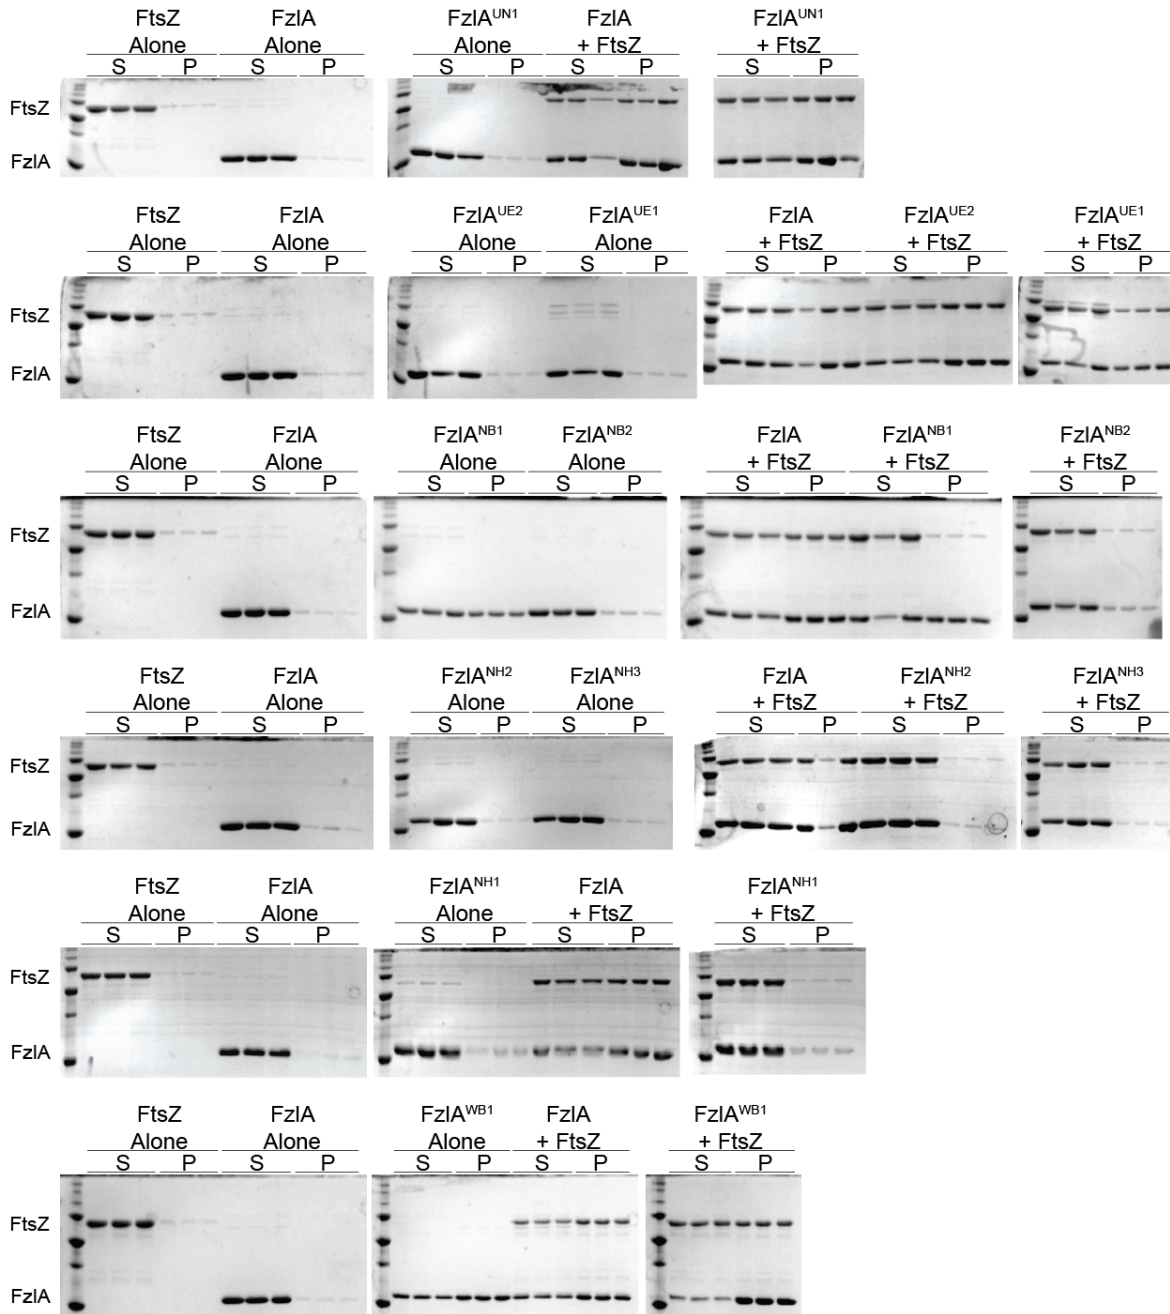 FtsZ FzlA FzlA^UN1 FzlA FzlA^UN1
Alone Alone Alone + FtsZ + FtsZ
S P S P S P S P S P
FtsZ
FzlA
FtsZ FzlA FzlA^UE2 FzlA^UE1 FzlA FzlA^UE2 FzlA^UE1
Alone Alone Alone Alone + FtsZ + FtsZ + FtsZ
S P S P S P S P S P S P S P
FtsZ
FzlA
FtsZ FzlA FzlA^NB1 FzlA^NB2 FzlA FzlA^NB1 FzlA^NB2
Alone Alone Alone Alone + FtsZ + FtsZ + FtsZ
S P S P S P S P S P S P S P
FtsZ
FzlA
FtsZ FzlA FzlA^NH2 FzlA^NH3 FzlA FzlA^NH2 FzlA^NH3
Alone Alone Alone Alone + FtsZ + FtsZ + FtsZ
S P S P S P S P S P S P S P
FtsZ
FzlA
FtsZ FzlA FzlA^NH1 FzlA FzlA^NH1
Alone Alone Alone + FtsZ + FtsZ
S P S P S P S P S P
FtsZ
FzlA
FtsZ FzlA FzlA^WB1 FzlA FzlA^WB1
Alone Alone Alone + FtsZ + FtsZ
S P S P S P S P S P
FtsZ
FzlA